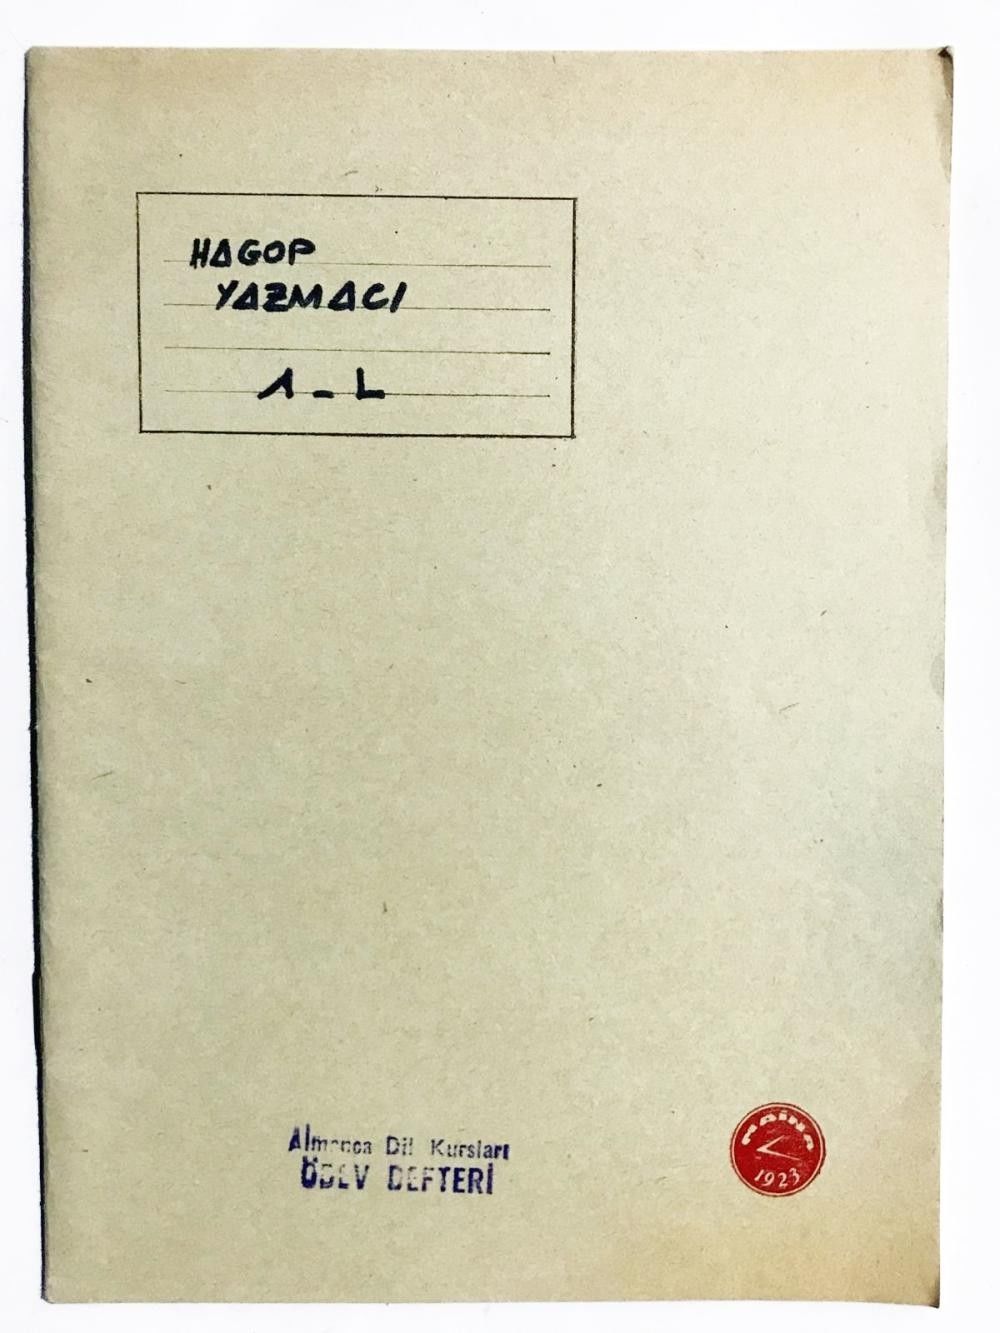 HAGOP
YAZMACI
1-L
Almanca Dil Kursları
ÖDEV DEFTERİ
1923